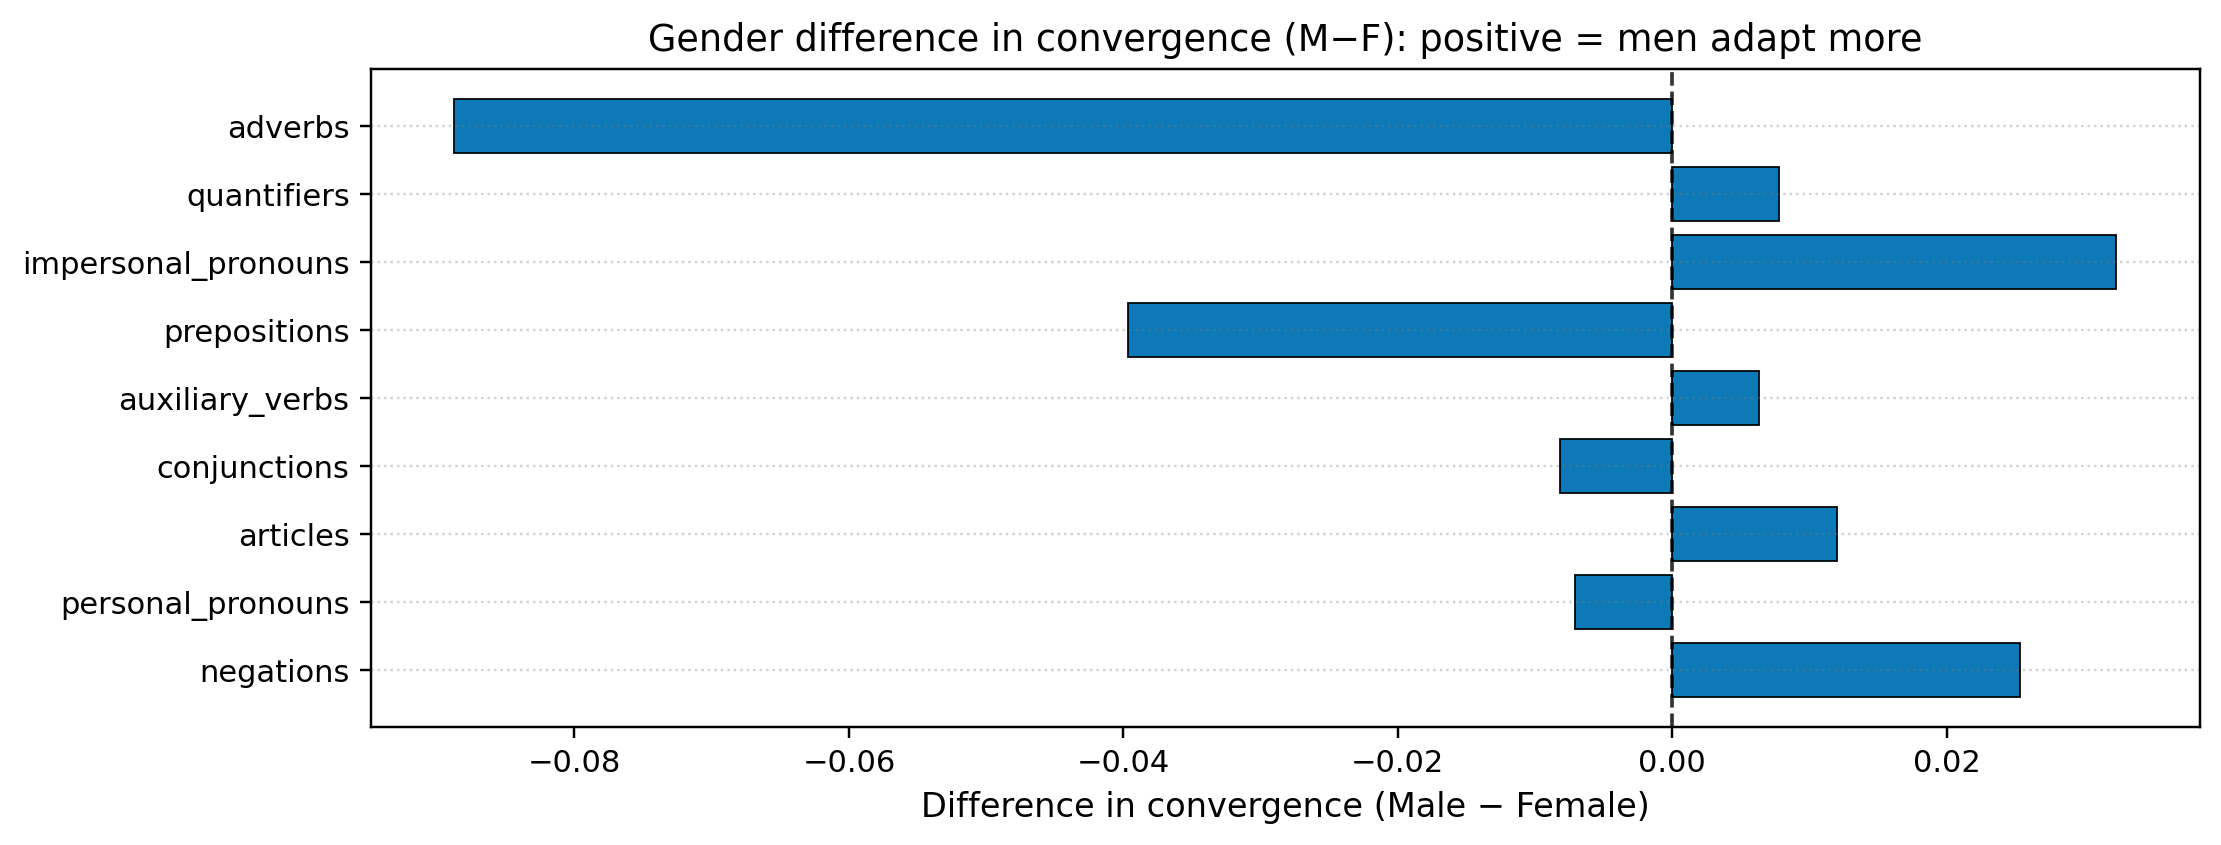 Gender difference in convergence (M−F): positive = men adapt more
adverbs
quantifiers
impersonal_pronouns
prepositions
auxiliary_verbs
conjunctions
articles
personal_pronouns
negations
−0.08 −0.06 −0.04 −0.02 0.00 0.02
Difference in convergence (Male − Female)